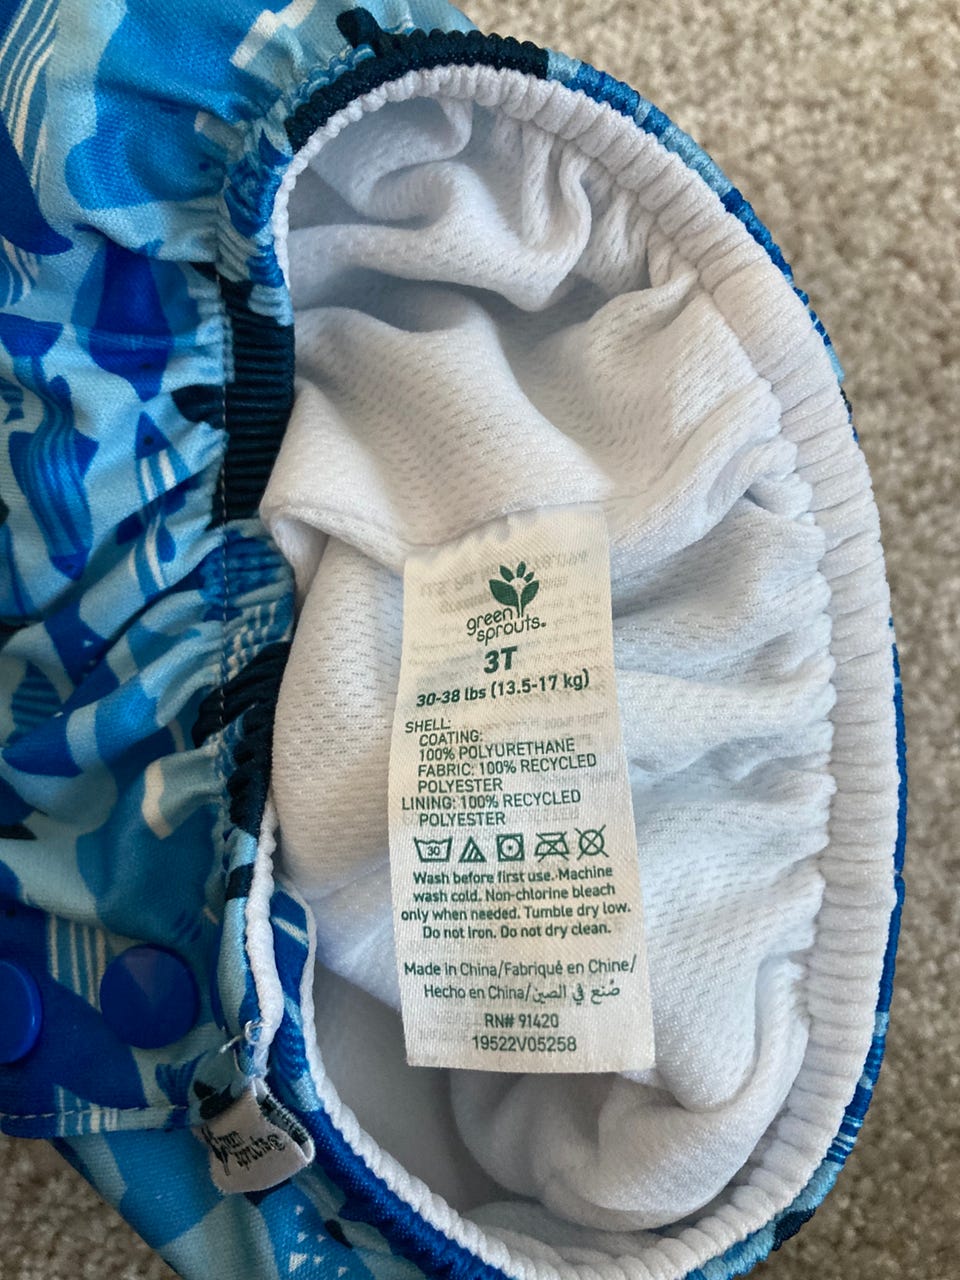 green
sprouts®
3T
30-38 lbs (13.5-17 kg)
SHELL:
COATING:
100% POLYURETHANE
FABRIC: 100% RECYCLED
POLYESTER
LINING: 100% RECYCLED
POLYESTER
30
Wash before first use. Machine
wash cold. Non-chlorine bleach
only when needed. Tumble dry low.
Do not iron. Do not dry clean.
Made in China/Fabriqué en Chine/
Hecho en China/صُنع في الصين
RN# 91420
19522V05258
green
sprouts®